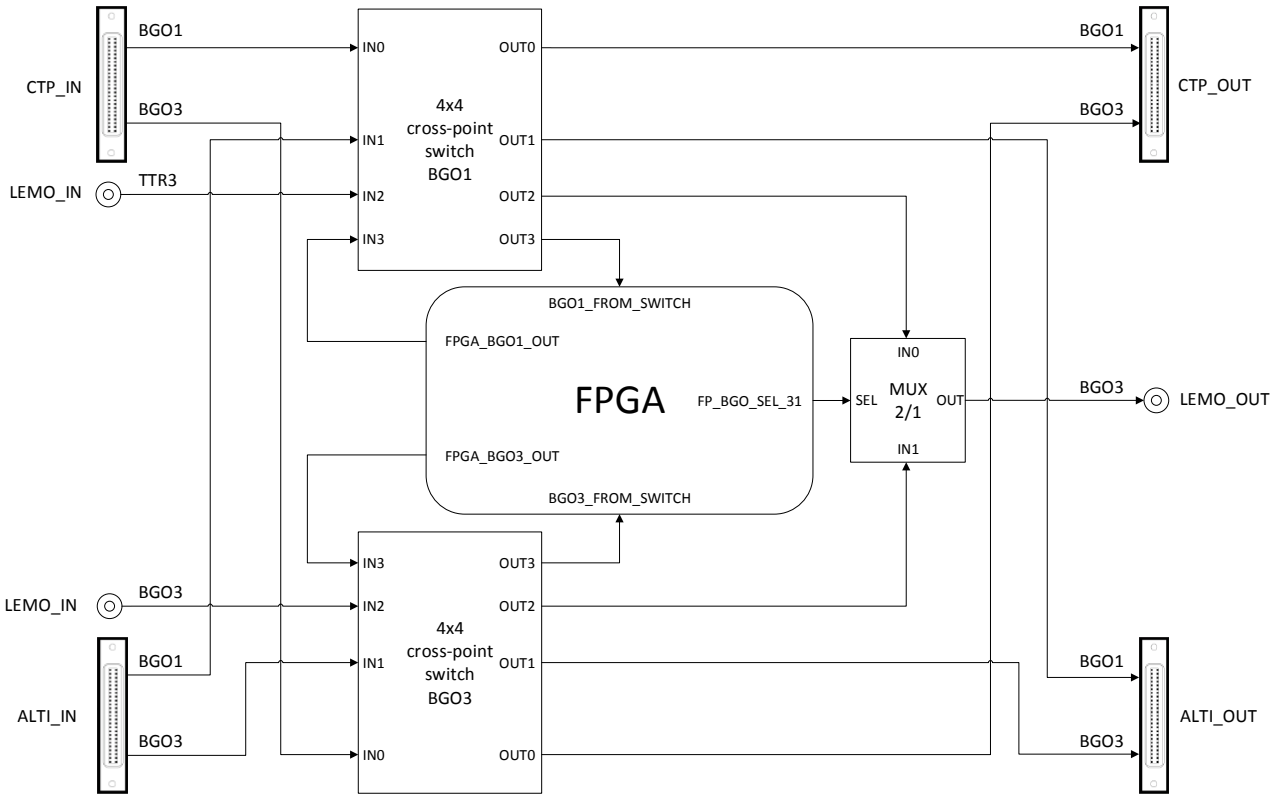 BGO1
BGO1
IN0
OUT0
CTP_IN
CTP_OUT
4x4
cross-point
switch
BGO1
BGO3
BGO3
IN1
OUT1
LEMO_IN
TTR3
IN2
OUT2
IN3
OUT3
BGO1_FROM_SWITCH
FPGA_BGO1_OUT
FPGA
FP_BGO_SEL_31
IN0
SEL
MUX
2/1
OUT
IN1
BGO3
LEMO_OUT
FPGA_BGO3_OUT
BGO3_FROM_SWITCH
IN3
OUT3
LEMO_IN
BGO3
IN2
OUT2
4x4
cross-point
switch
BGO3
BGO1
IN1
OUT1
BGO1
ALTI_IN
ALTI_OUT
BGO3
IN0
OUT0
BGO3